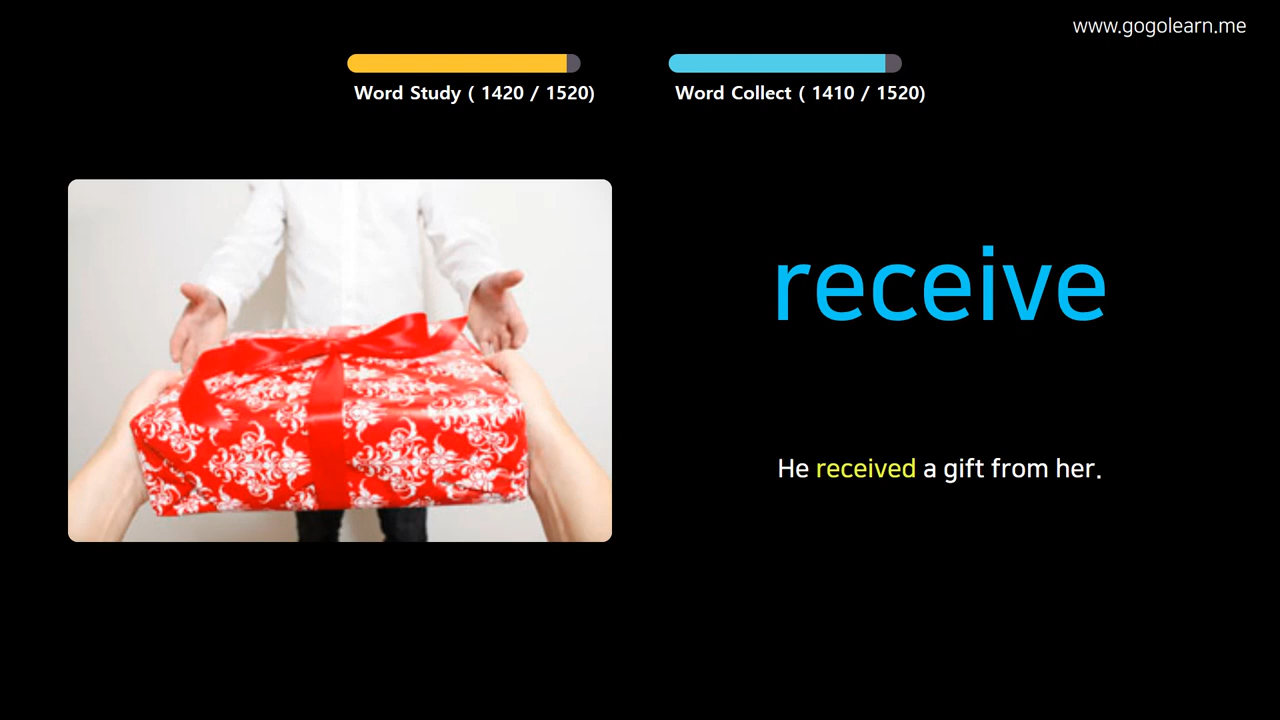 www.gogolearn.me
Word Study ( 1420 / 1520)
Word Collect ( 1410 / 1520)
receive
He received a gift from her.